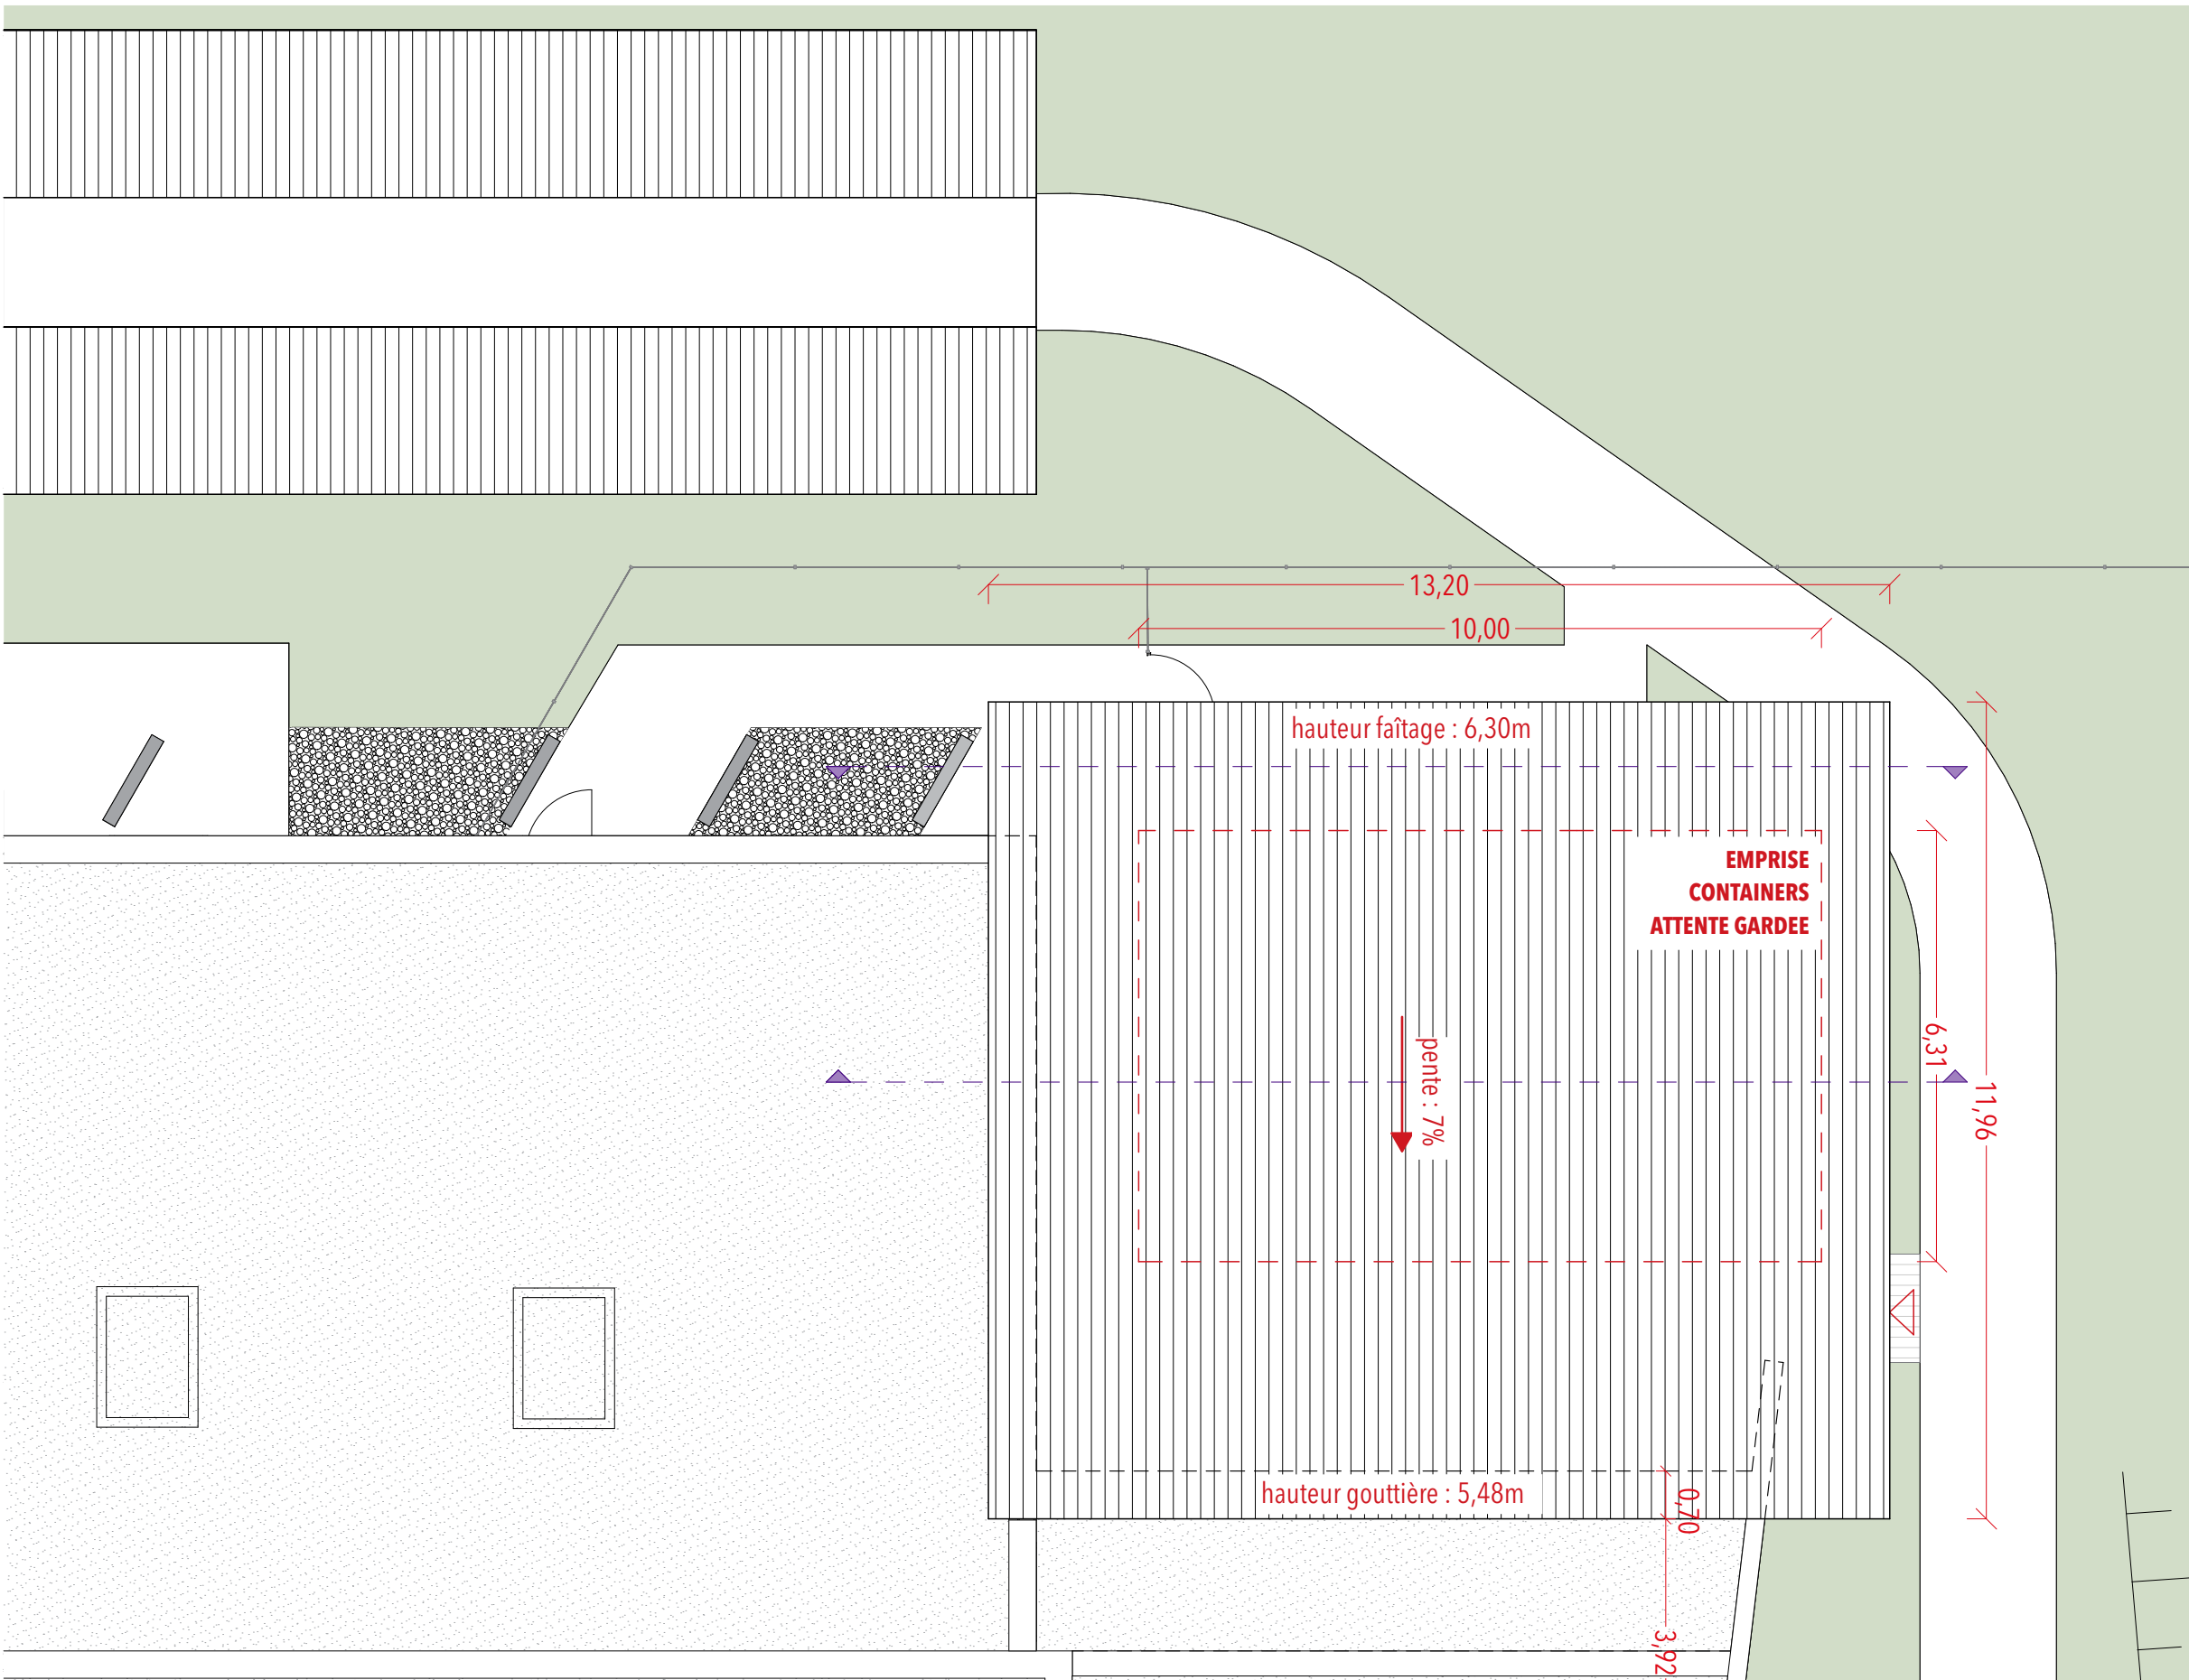 13,20
10,00
hauteur faîtage : 6,30m
EMPRISE
CONTAINERS
ATTENTE GARDEE
6,31
11,96
pente : 7%
hauteur gouttière : 5,48m
0,70
3,92